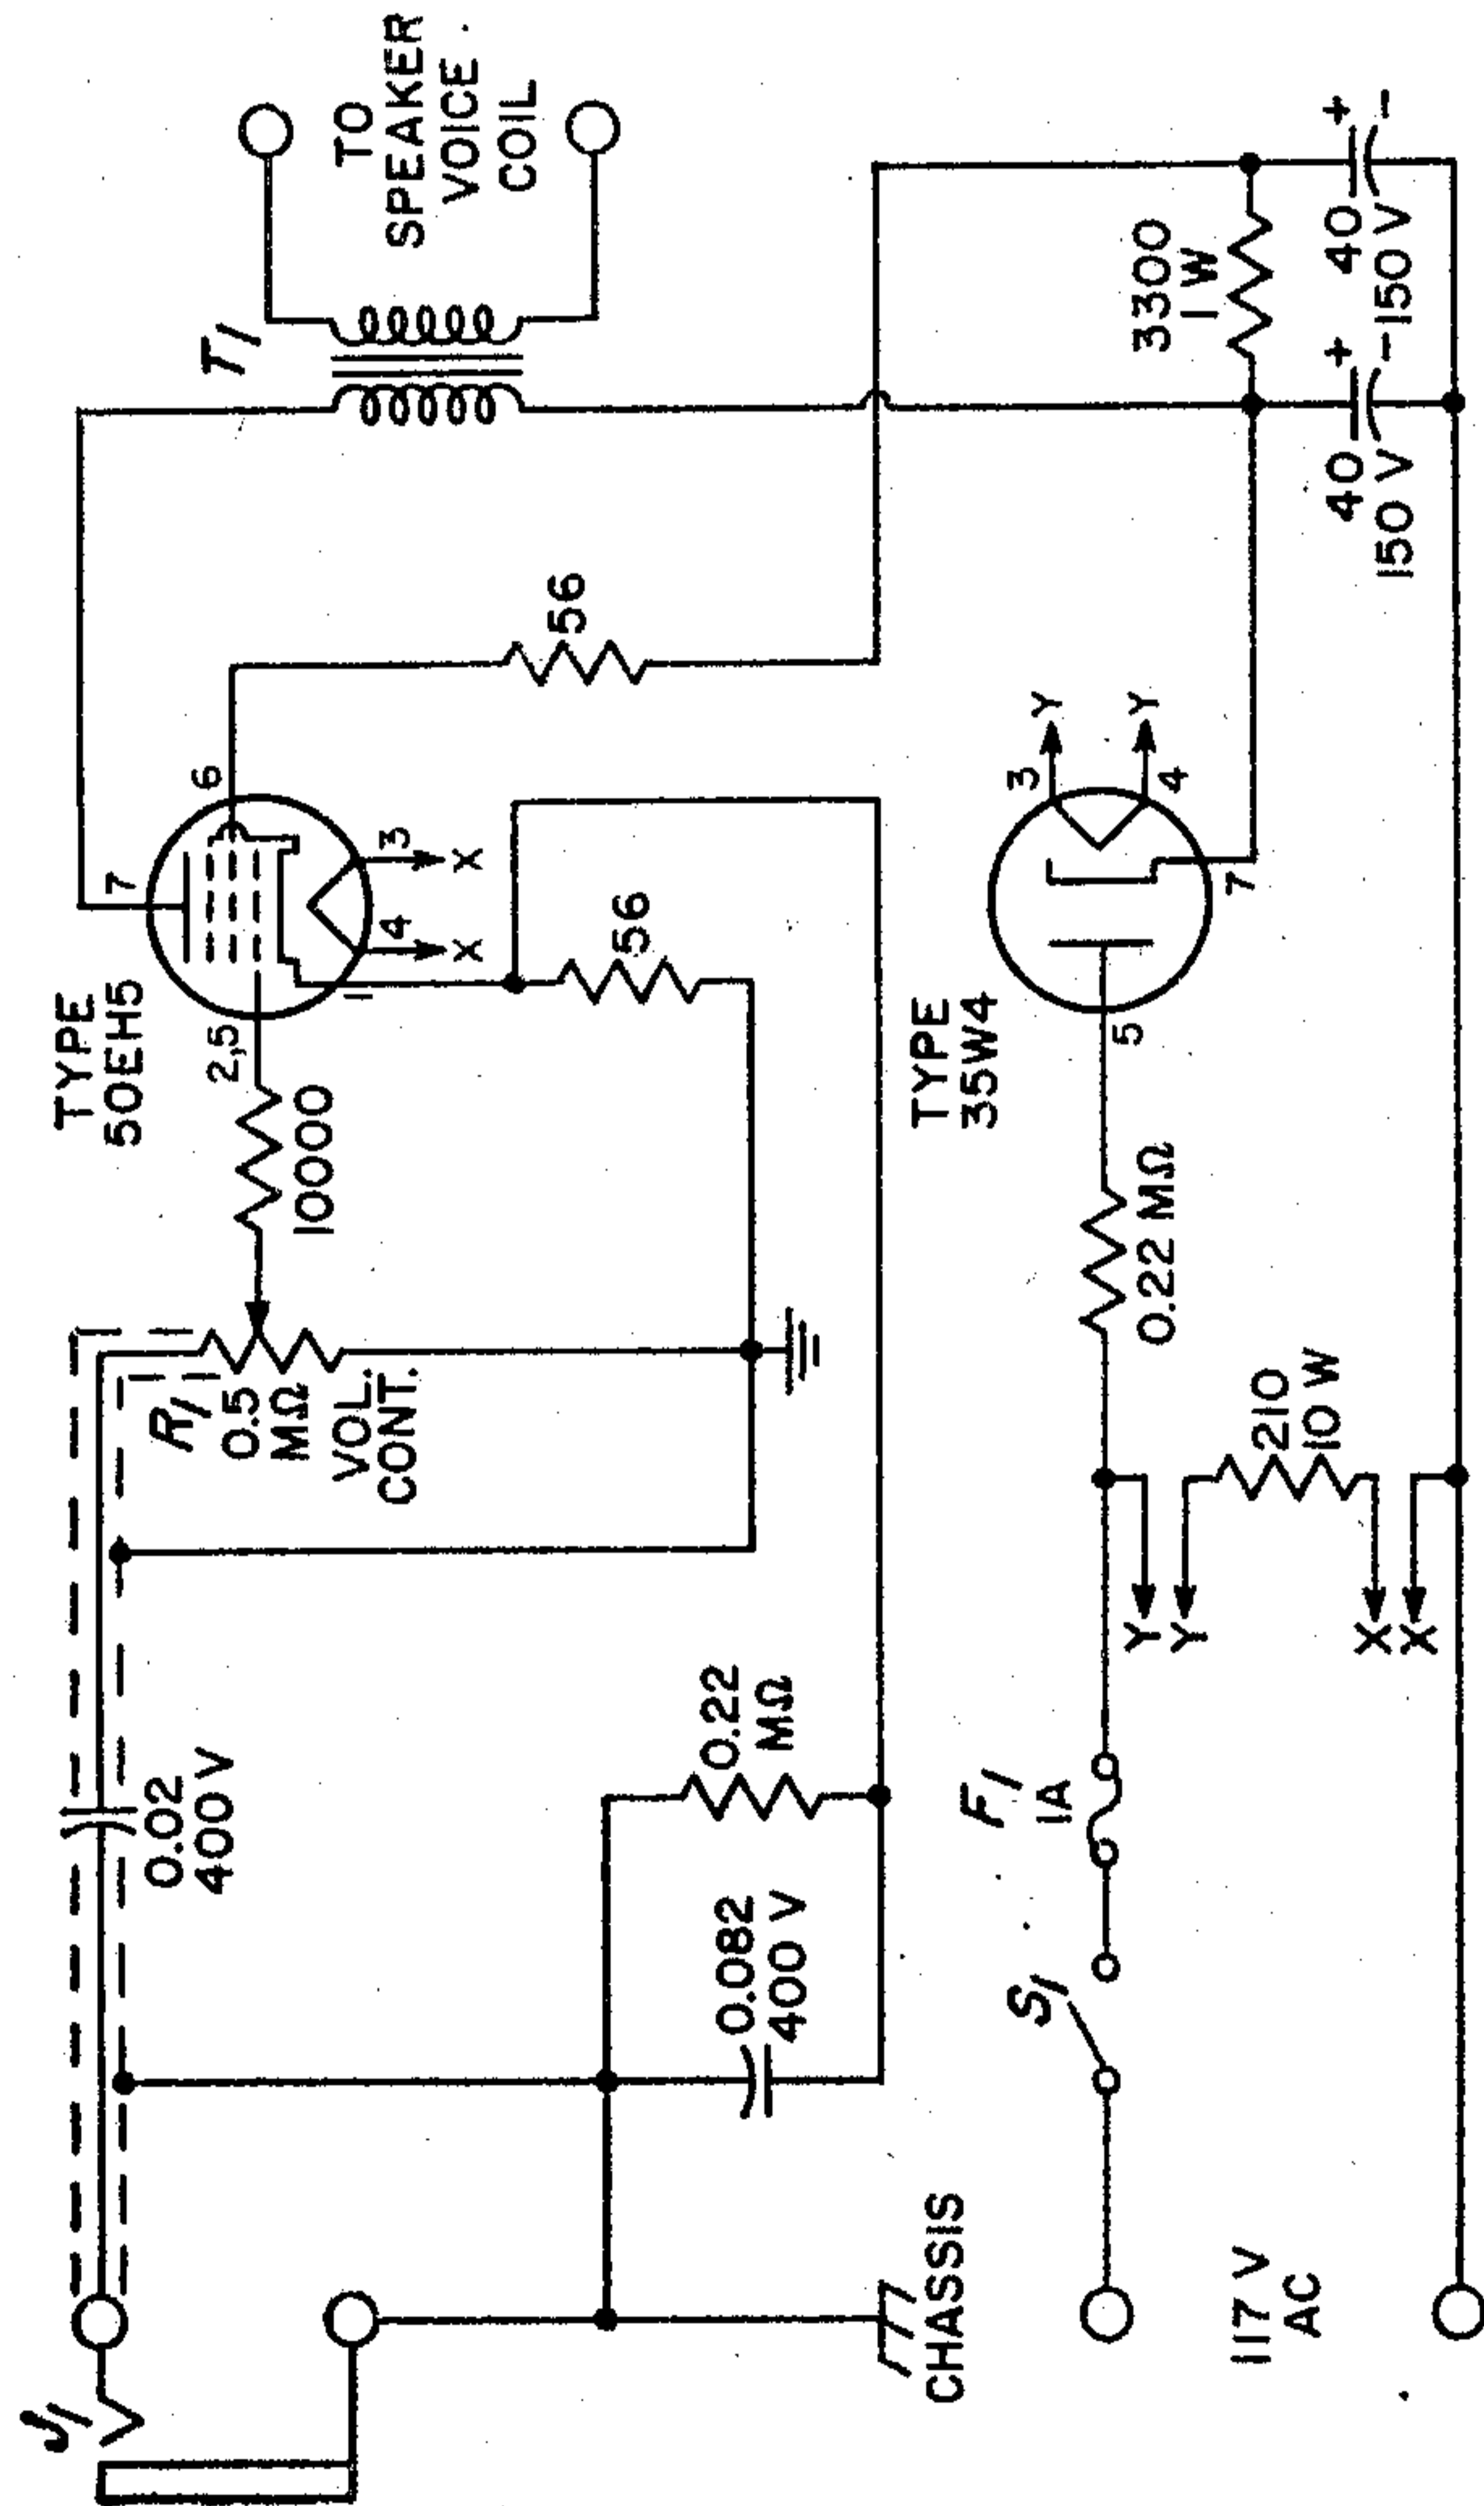 J1
0.02
400 V
R1
0.5
MΩ
VOL.
CONT.
10000
TYPE
50EH5
2,5
7
6
1
4
3
X
X
56
56
T1
TO
SPEAKER
VOICE
COIL
0.082
400 V
0.22
MΩ
CHASSIS
117 V
AC
S1
F1
1A
Y
Y
X
X
210
10 W
0.22 MΩ
TYPE
35W4
5
7
3
Y
4
Y
3300
1 W
40
150 V
+
-
40
150 V
+
-